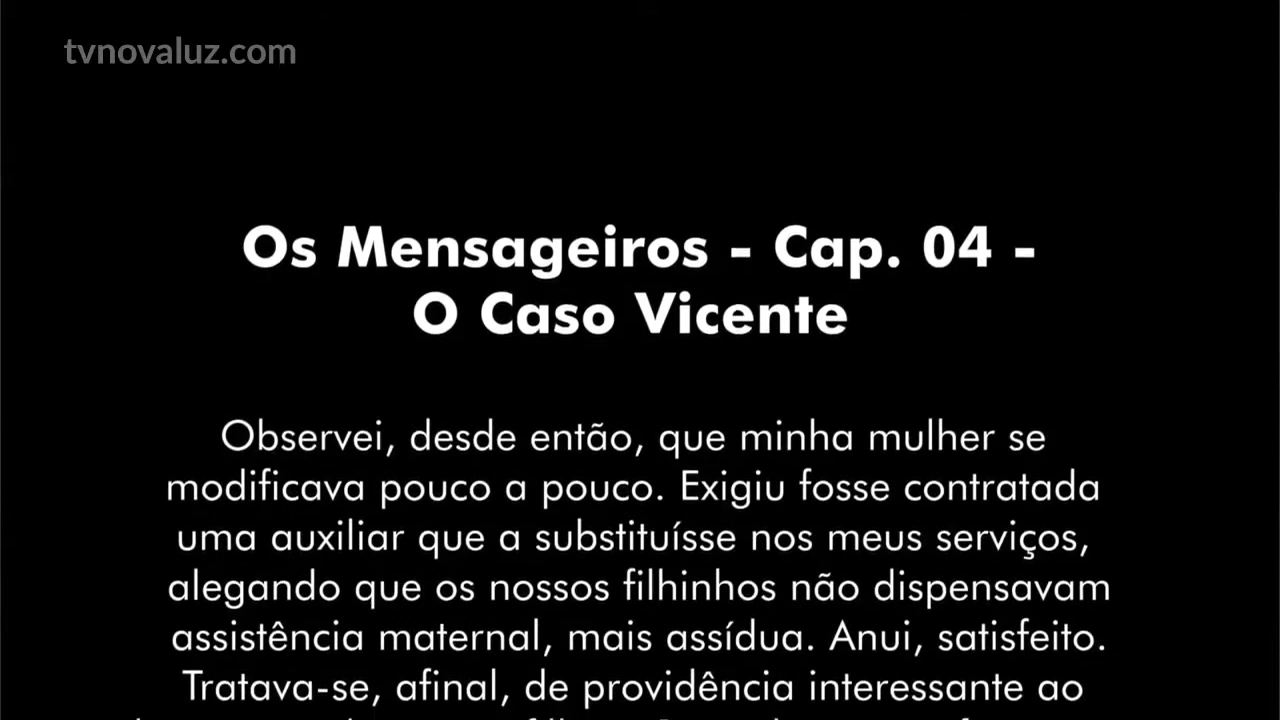 tvnovaluz.com
Os Mensageiros - Cap. 04 -
O Caso Vicente
Observei, desde então, que minha mulher se
modificava pouco a pouco. Exigiu fosse contratada
uma auxiliar que a substituísse nos meus serviços,
alegando que os nossos filhinhos não dispensavam
assistência maternal, mais assídua. Anui, satisfeito.
Tratava-se, afinal, de providência interessante ao